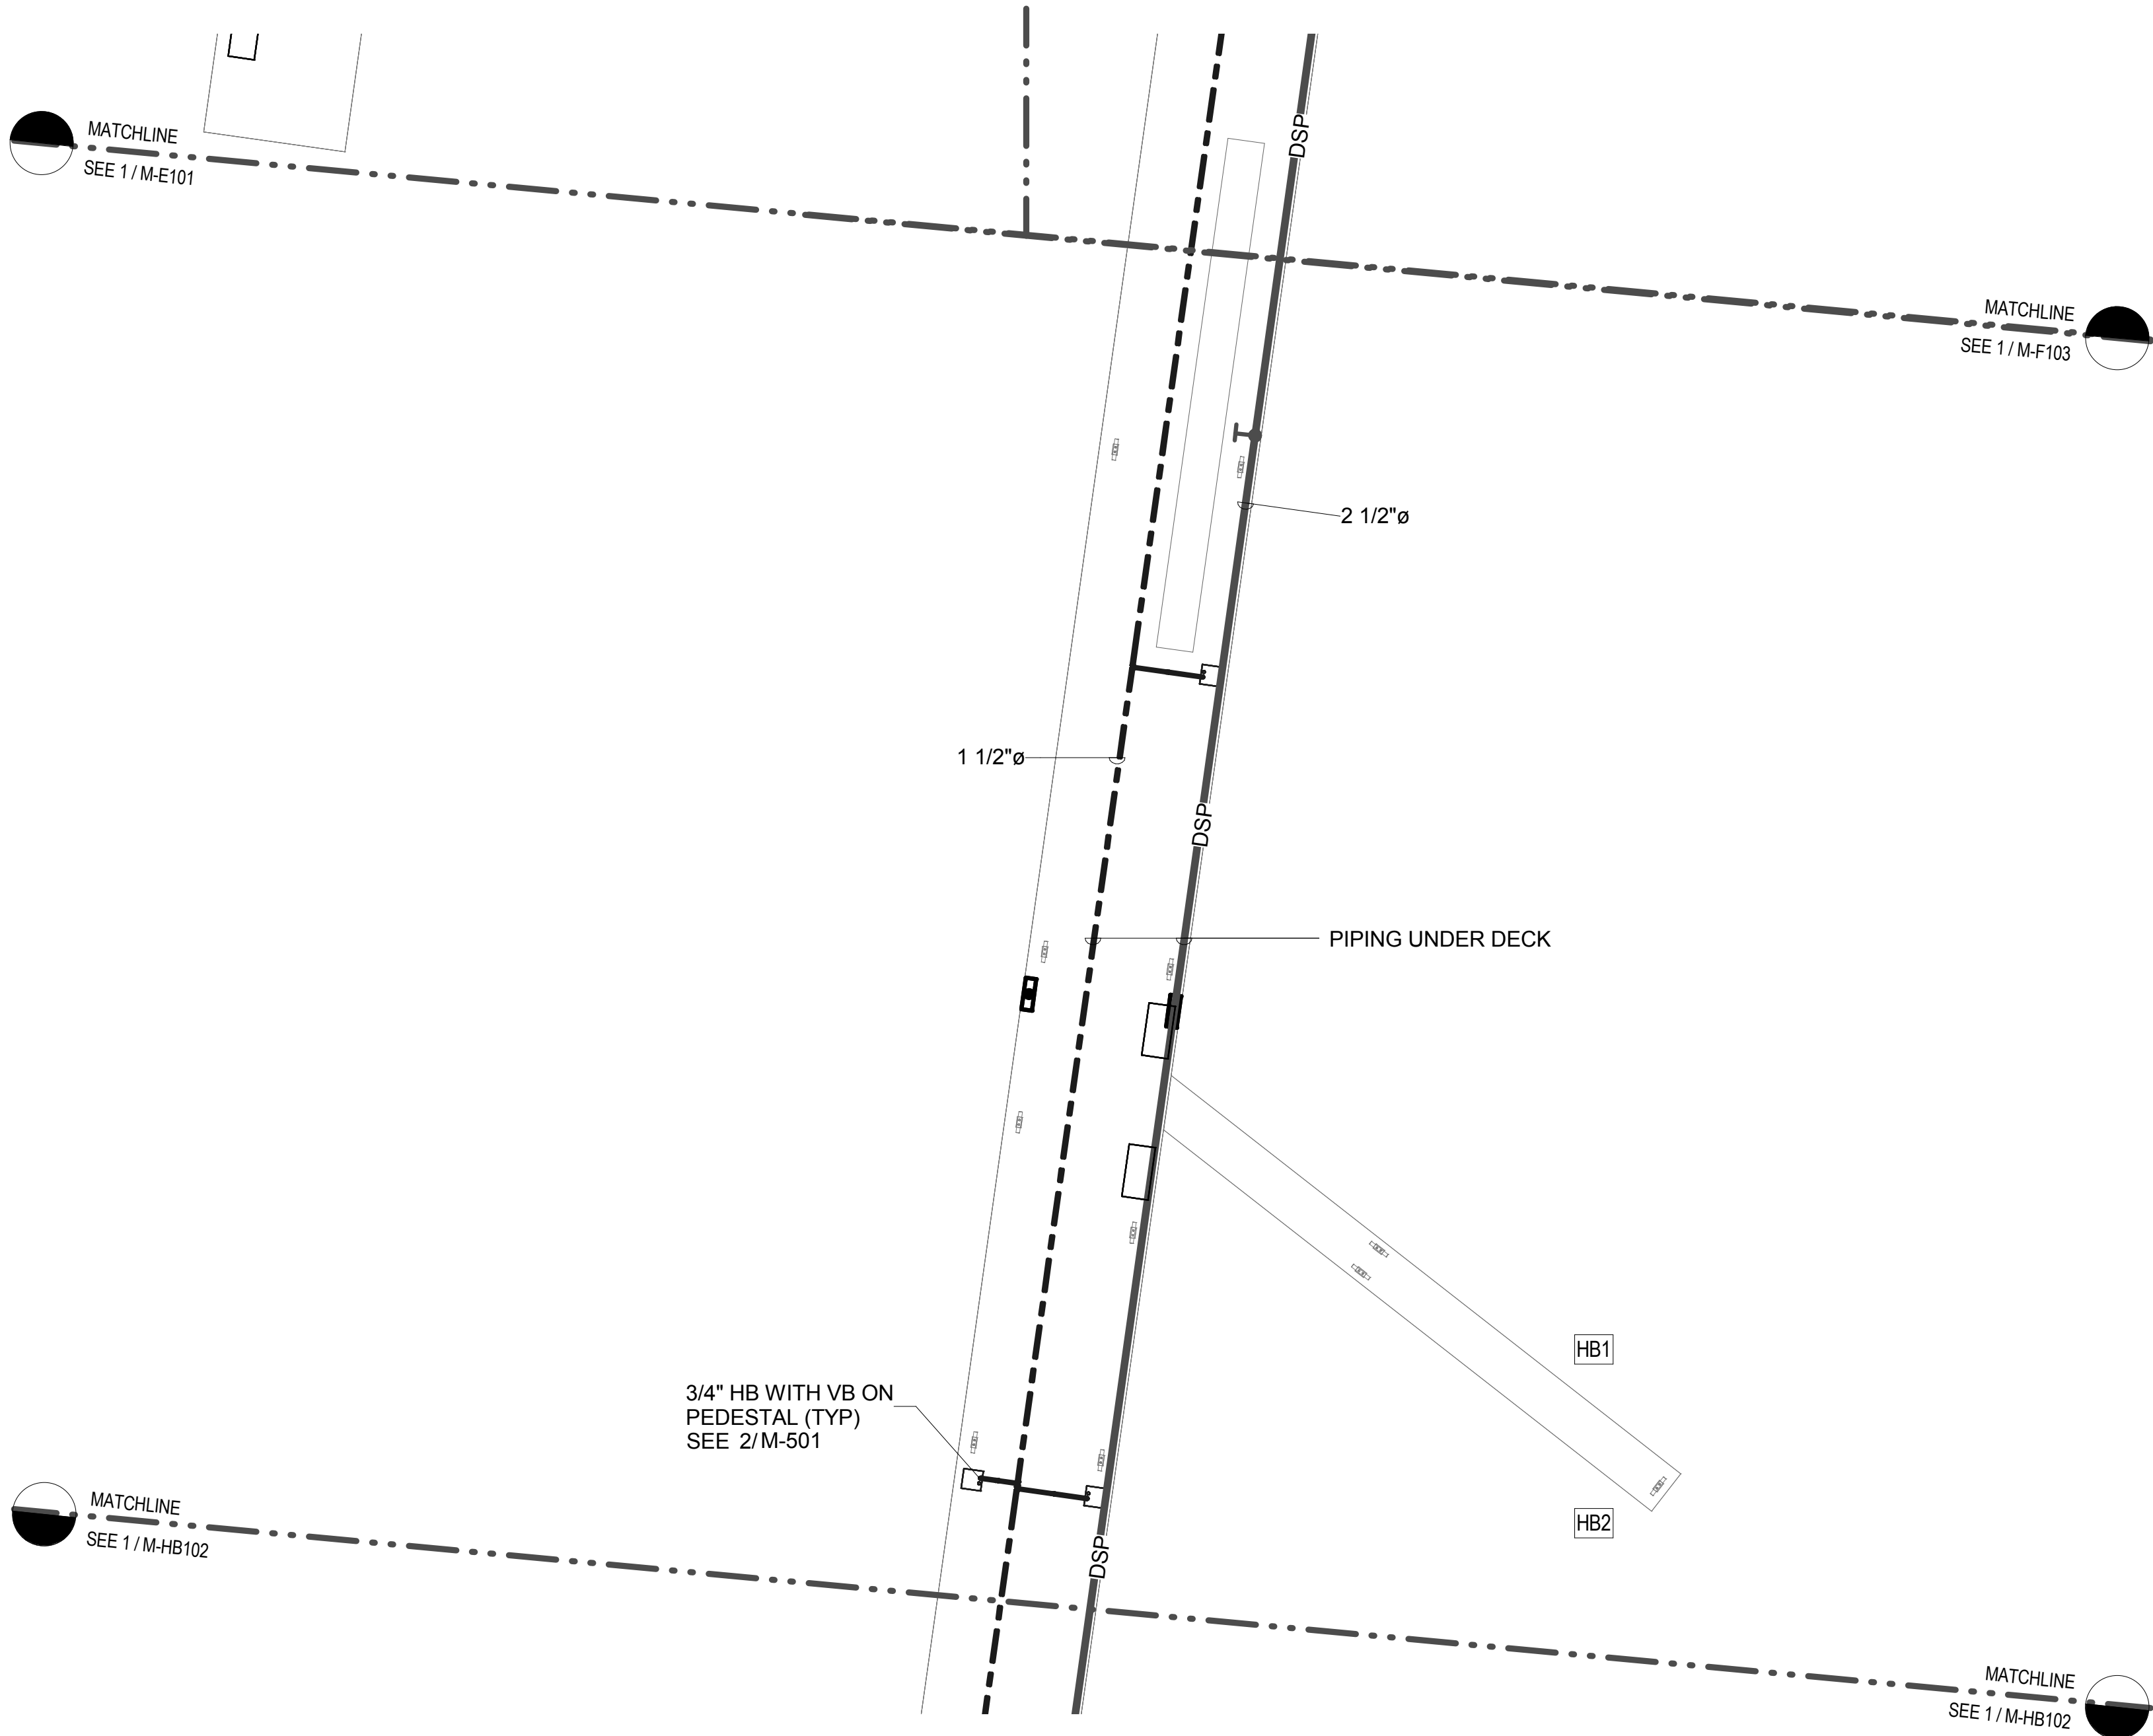 DSP
MATCHLINE
SEE 1 / M-E101
MATCHLINE
SEE 1 / M-F103
2 1/2"ø
1 1/2"ø
DSP
PIPING UNDER DECK
HB1
3/4" HB WITH VB ON
PEDESTAL (TYP)
SEE 2/ M-501
MATCHLINE
SEE 1 / M-HB102
HB2
DSP
MATCHLINE
SEE 1 / M-HB102